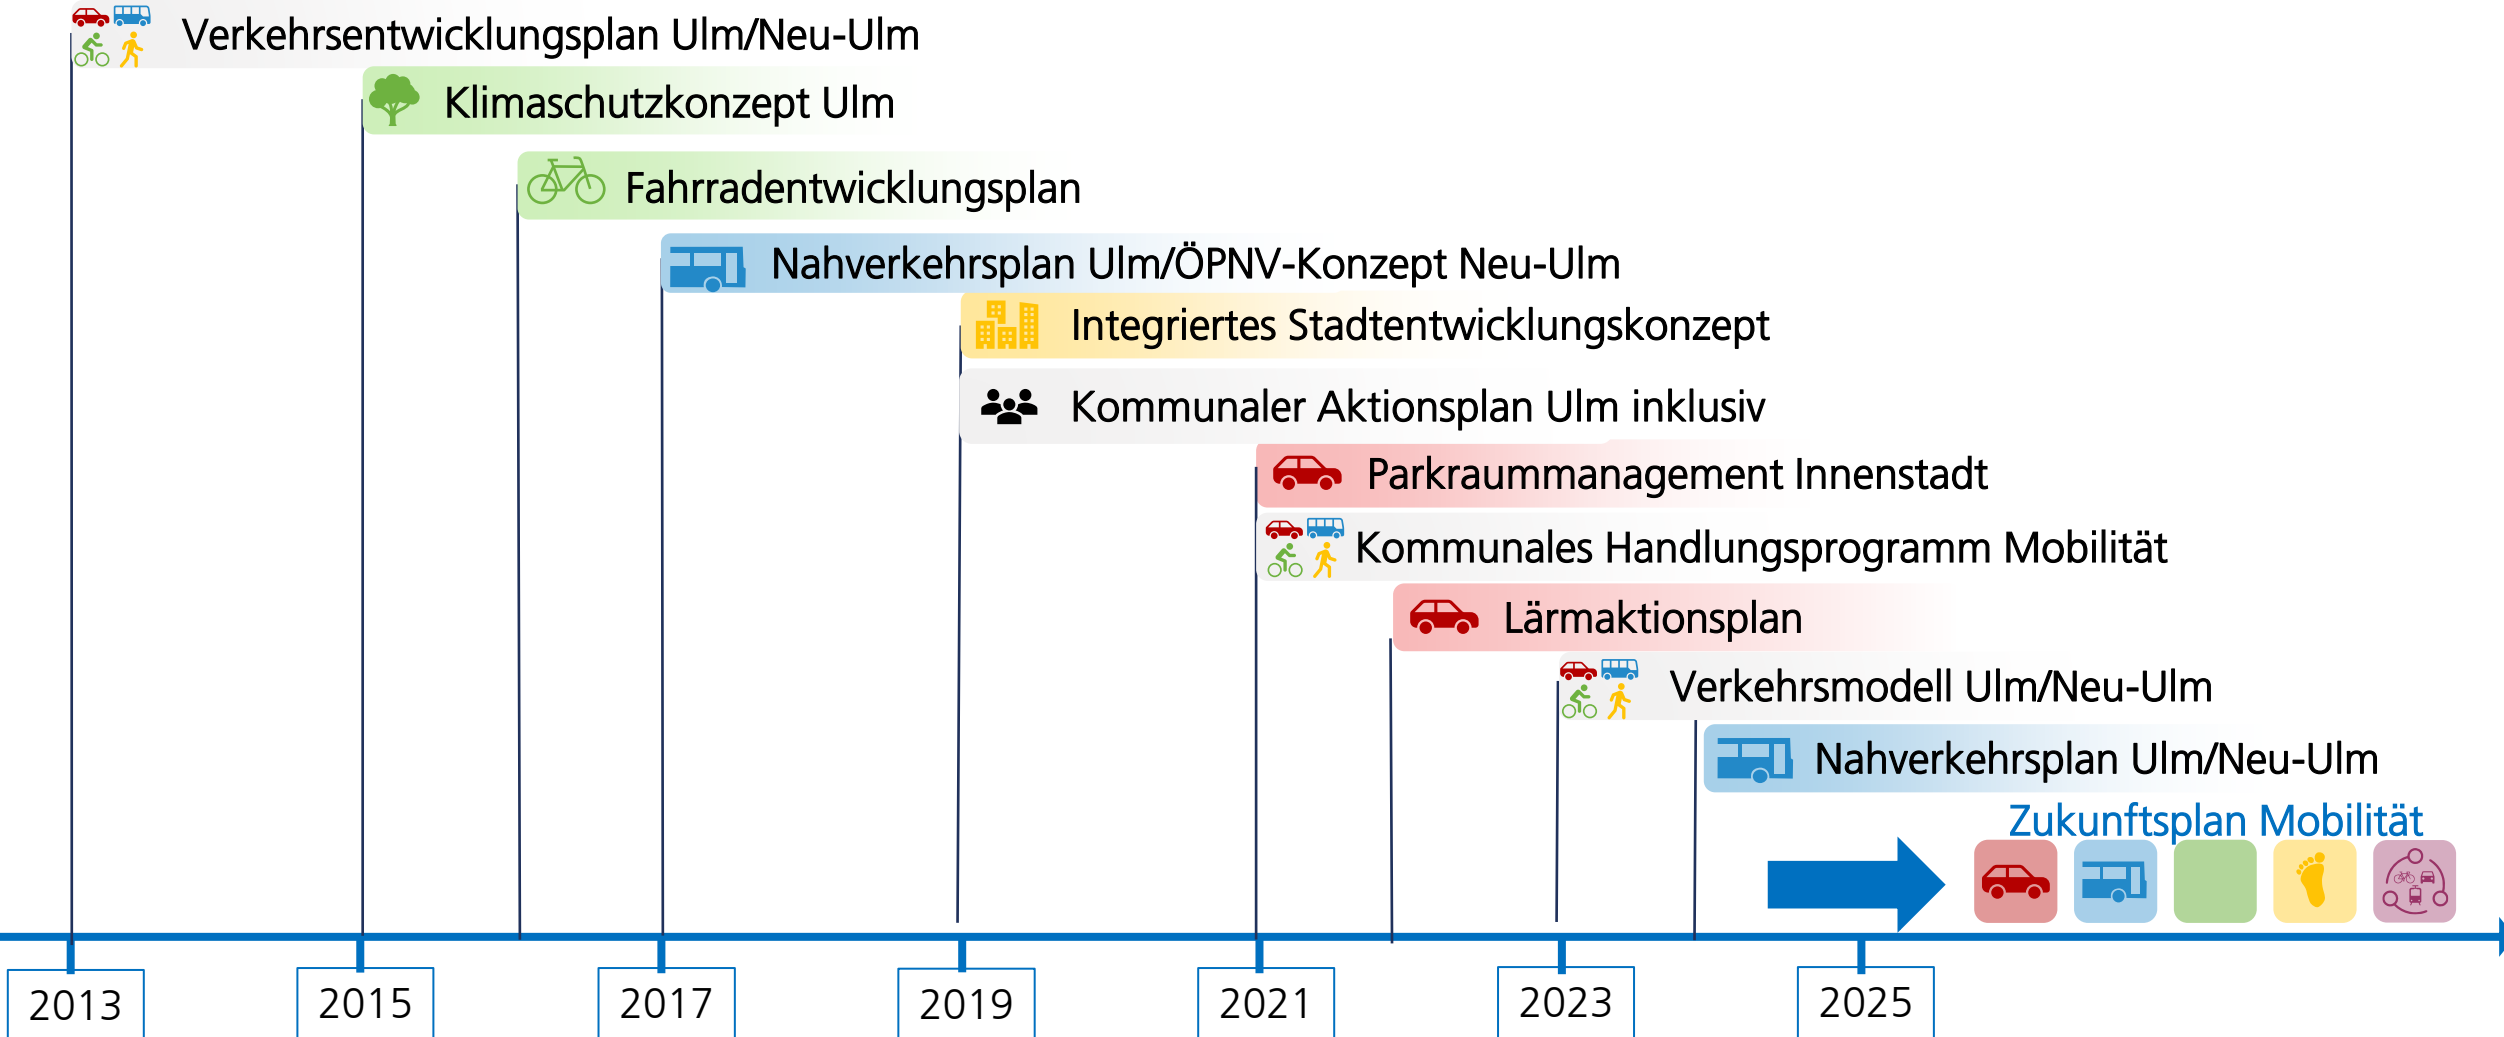 Verkehrsentwicklungsplan Ulm/Neu-Ulm
Klimaschutzkonzept Ulm
Fahrradentwicklungsplan
Nahverkehrsplan Ulm/ÖPNV-Konzept Neu-Ulm
Integriertes Stadtentwicklungskonzept
Kommunaler Aktionsplan Ulm inklusiv
Parkraummanagement Innenstadt
Kommunales Handlungsprogramm Mobilität
Lärmaktionsplan
Verkehrsmodell Ulm/Neu-Ulm
Nahverkehrsplan Ulm/Neu-Ulm
Zukunftsplan Mobilität
2013 2015 2017 2019 2021 2023 2025